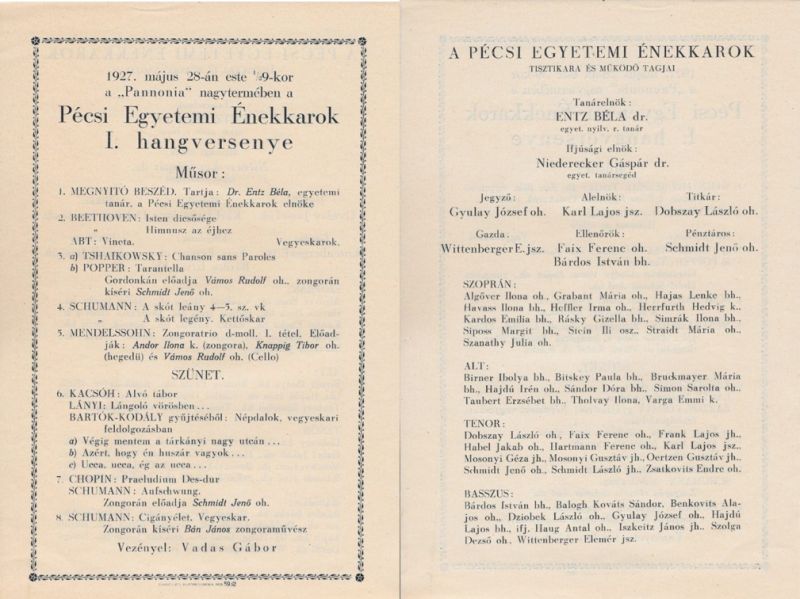 1927. május 28-án este ½9-kor
a „Pannonia" nagytermében a
Pécsi Egyetemi Énekkarok
I. hangversenye
Műsor:
1. MEGNYITÓ BESZÉD. Tartja: Dr. Entz Béla, egyetemi
tanár, a Pécsi Egyetemi Énekkarok elnöke
2. BEETHOVEN: Isten dicsősége
„ Himnusz az éjhez
ABT: Vineta. Vegyeskarok.
3. a) TSHAIKOWSKY: Chanson sans Paroles
b) POPPER: Tarantella
Gordonkán előadja Vámos Rudolf oh., zongorán
kíséri Schmidt Jenő oh.
4. SCHUMANN: A skót leány 4—5. sz. vk
„ A skót legény. Kettőskar
5. MENDELSSOHN: Zongoratrio d-moll. I. tétel. Előad-
ják: Andor Ilona k. (zongora), Knappig Tibor oh.
(hegedű) és Vámos Rudolf oh. (Cello)
SZÜNET.
6. KACSÓH: Alvó tábor
LÁNYI: Lángoló vörösben...
BARTÓK-KODÁLY gyűjtéséből: Népdalok, vegyeskari
feldolgozásban
a) Végig mentem a tárkányi nagy utcán...
b) Azért, hogy én huszár vagyok...
c) Ucca, ucca, ég az ucca...
7. CHOPIN: Praeludium Des-dur
SCHUMANN: Aufschwung.
Zongorán előadja Schmidt Jenő oh.
8. SCHUMANN: Cigányélet. Vegyeskar.
Zongorán kíséri Bán János zongoraművész
Vezényel: Vadas Gábor
A PÉCSI EGYETEMI ÉNEKKAROK
TISZTIKARA ÉS MŰKÖDŐ TAGJAI
Tanárelnök:
ENTZ BÉLA dr.
egyet. nyilv. r. tanár
Ifjúsági elnök:
Niederecker Gáspár dr.
egyet. tanársegéd
Jegyző: Alelnök: Titkár:
Gyulay József oh. Karl Lajos jsz. Dobszay László oh.
Gazda: Ellenőrök: Pénztáros:
Wittenberger E. jsz. Faix Ferenc oh. Schmidt Jenő oh.
Bárdos István bh.
SZOPRÁN:
Algőver Ilona oh., Grabant Mária oh., Hajas Lenke bh.,
Havass Ilona bh., Heffler Irma oh., Herrfurth Hedvig k.,
Kardos Emilia bh., Rásky Gizella bh., Simrák Ilona bh.,
Siposs Margit bh., Stein Ili osz., Straidt Mária oh.,
Szanathy Julia oh.
ALT:
Birner Ibolya bh., Bitskey Paula bh., Bruckmayer Mária
bh., Hajdú Irén oh., Sándor Dóra bh., Simon Sarolta oh.,
Taubert Erzsébet bh., Tholvay Ilona, Varga Emmi k.
TENOR:
Dobszay László oh., Faix Ferenc oh., Frank Lajos jh.,
Habel Jakab oh., Hartmann Ferenc oh., Karl Lajos jsz.,
Mosonyi Géza jh., Mosonyi Gusztáv jh., Oertzen Gusztáv jh.,
Schmidt Jenő oh., Schmidt László jh., Zsatkovits Endre oh.
BASSZUS:
Bárdos István bh., Balogh Kováts Sándor, Benkovits Ala-
jos oh., Dziobek László oh., Gyulay József oh., Hajdú
Lajos bh., ifj. Haug Antal oh., Iszkeitz János jh., Szolga
Dezső oh., Wittenberger Elemér jsz.